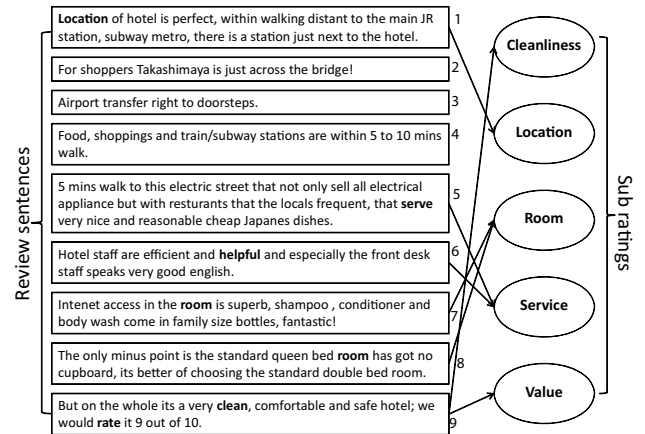 Review sentences
Location of hotel is perfect, within walking distant to the main JR
station, subway metro, there is a station just next to the hotel.
1
For shoppers Takashimaya is just across the bridge!
2
Airport transfer right to doorsteps.
3
Food, shoppings and train/subway stations are within 5 to 10 mins
walk.
4
5 mins walk to this electric street that not only sell all electrical
appliance but with resturants that the locals frequent, that serve
very nice and reasonable cheap Japanes dishes.
5
Hotel staff are efficient and helpful and especially the front desk
staff speaks very good english.
6
Intenet access in the room is superb, shampoo , conditioner and
body wash come in family size bottles, fantastic!
7
The only minus point is the standard queen bed room has got no
cupboard, its better of choosing the standard double bed room.
8
But on the whole its a very clean, comfortable and safe hotel; we
would rate it 9 out of 10.
9
Cleanliness
Location
Room
Service
Value
Sub ratings